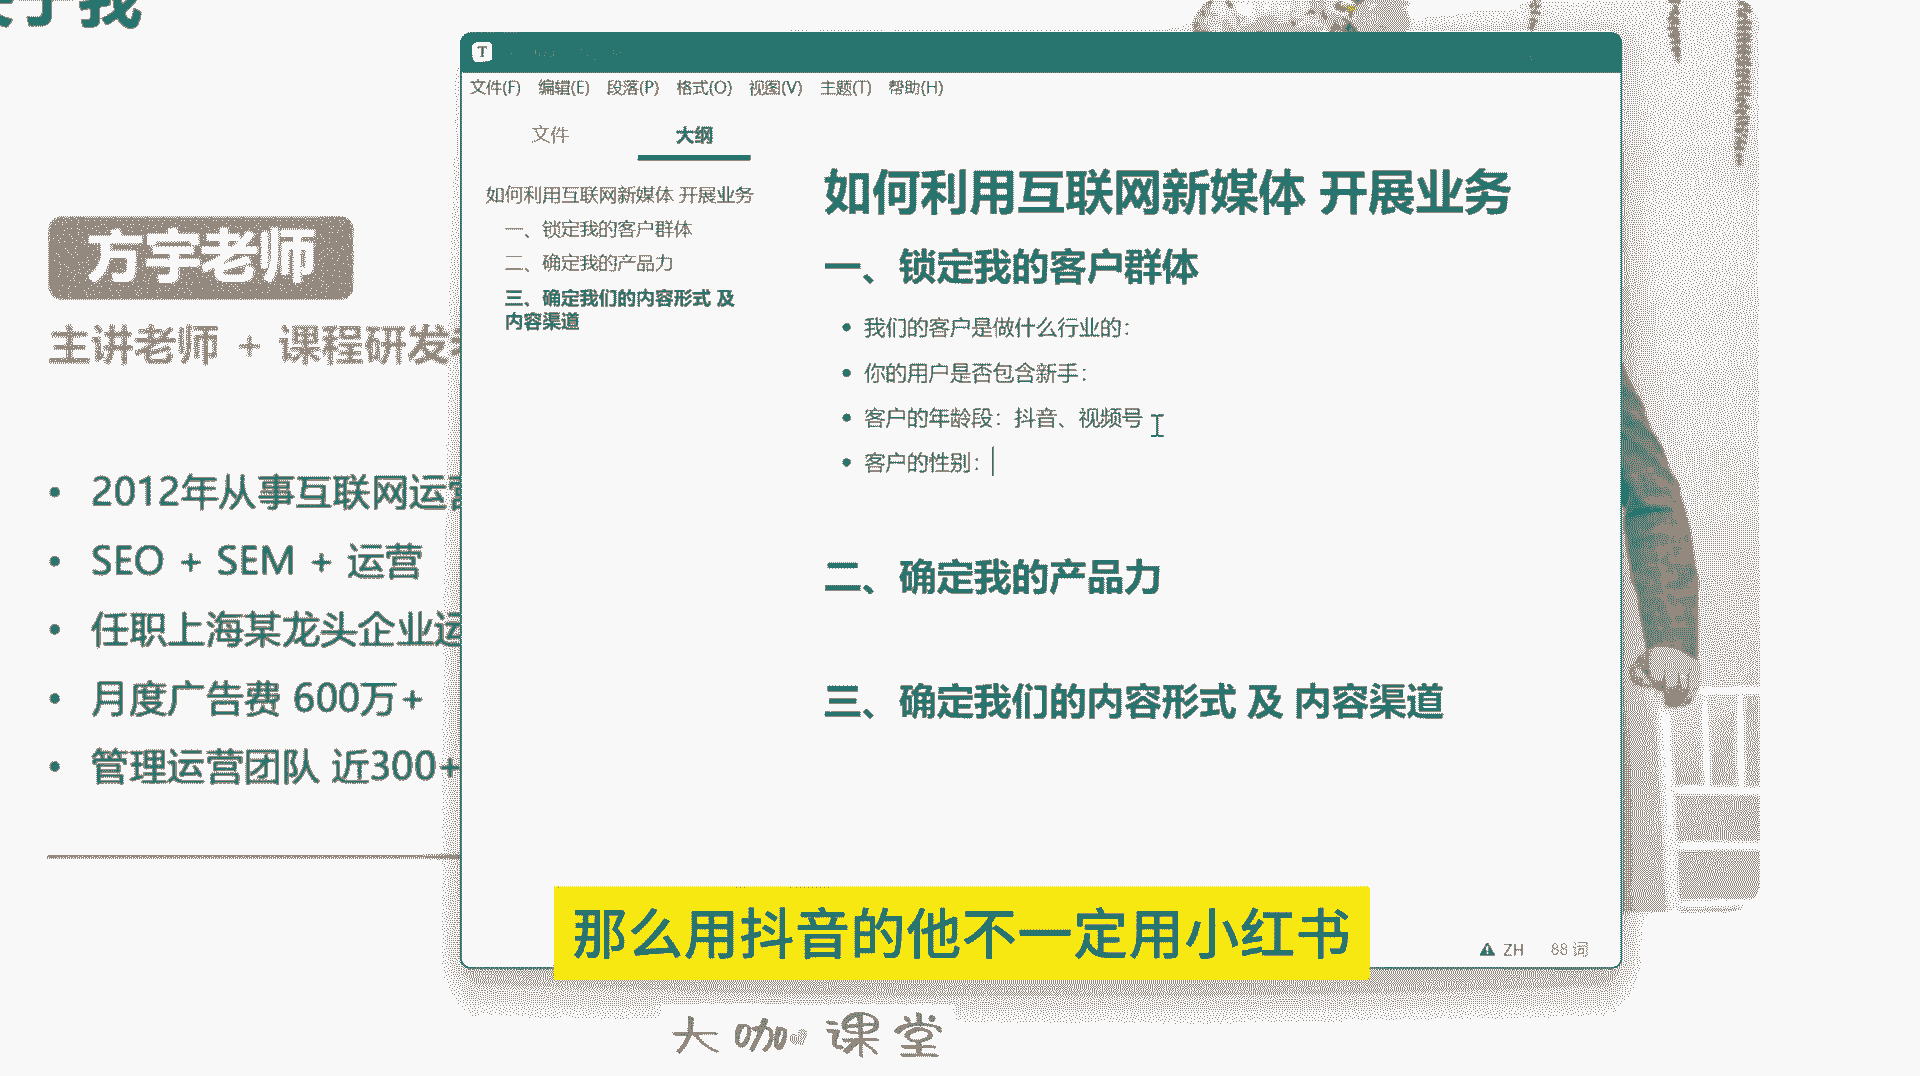 方宇老师
主讲老师 + 课程研发
2012年从事互联网运营
SEO + SEM + 运营
任职上海某龙头企业运
月度广告费 600万+
管理运营团队 近300+
T
文件(F) 编辑(E) 段落(P) 格式(O) 视图(V) 主题(T) 帮助(H)
文件 大纲
如何利用互联网新媒体 开展业务
一、锁定我的客户群体
二、确定我的产品力
三、确定我们的内容形式 及
内容渠道
如何利用互联网新媒体 开展业务
一、锁定我的客户群体
我们的客户是做什么行业的：
你的用户是否包含新手：
客户的年龄段：抖音、视频号
客户的性别：
二、确定我的产品力
三、确定我们的内容形式 及 内容渠道
ZH 88 词
那么用抖音的他不一定用小红书
大咖课堂